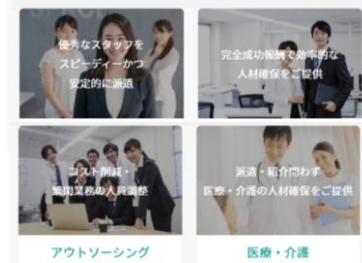 優秀なスタッフを
スピーディーかつ
安定的に派遣
完全成功報酬で効率的な
人材確保をご提供
コスト削減・
繁閑業務の人員調整
派遣・紹介問わず
医療・介護の人材確保をご提供
アウトソーシング
医療・介護